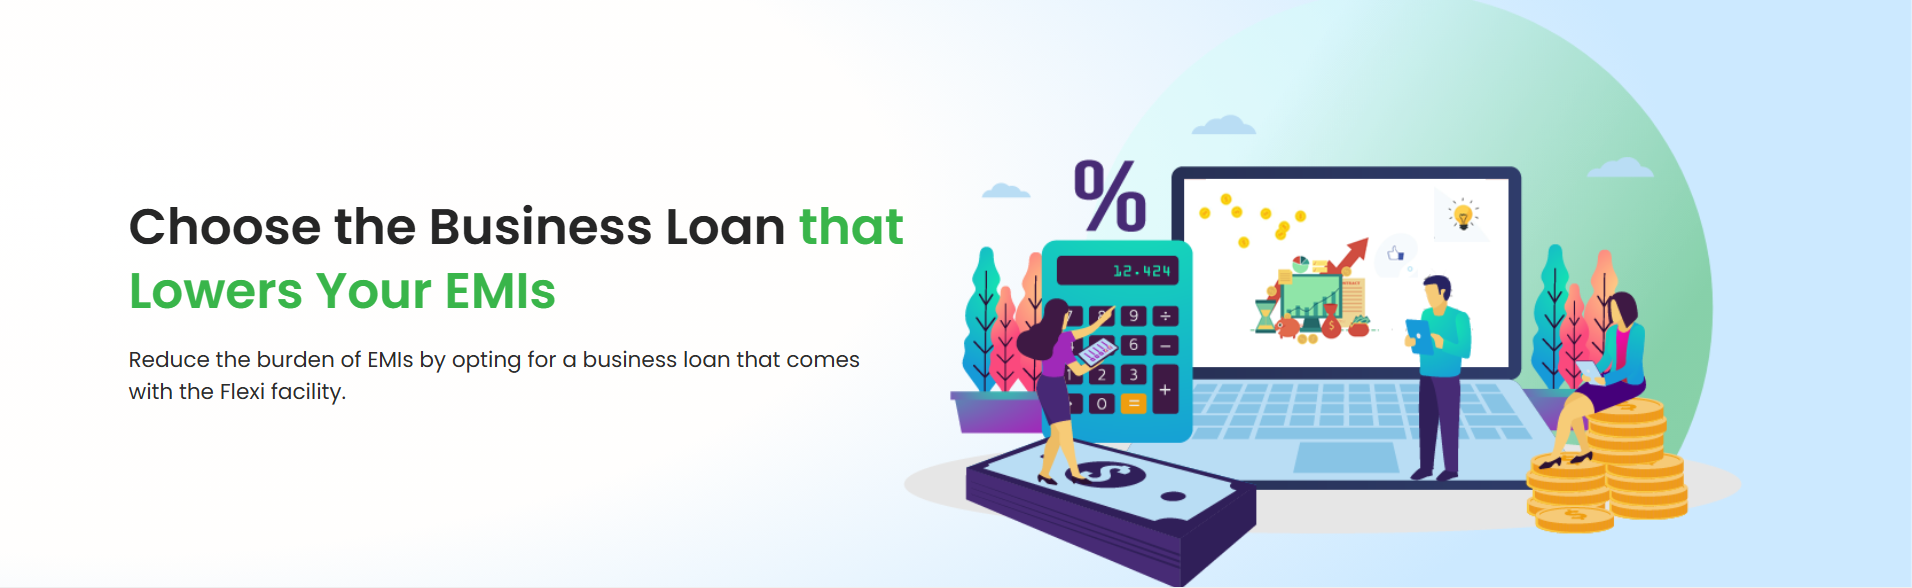 Choose the Business Loan that
Lowers Your EMIs
Reduce the burden of EMIs by opting for a business loan that comes
with the Flexi facility.
%
12.424
9 ÷
6 −
1 2 3 +
0 =
$